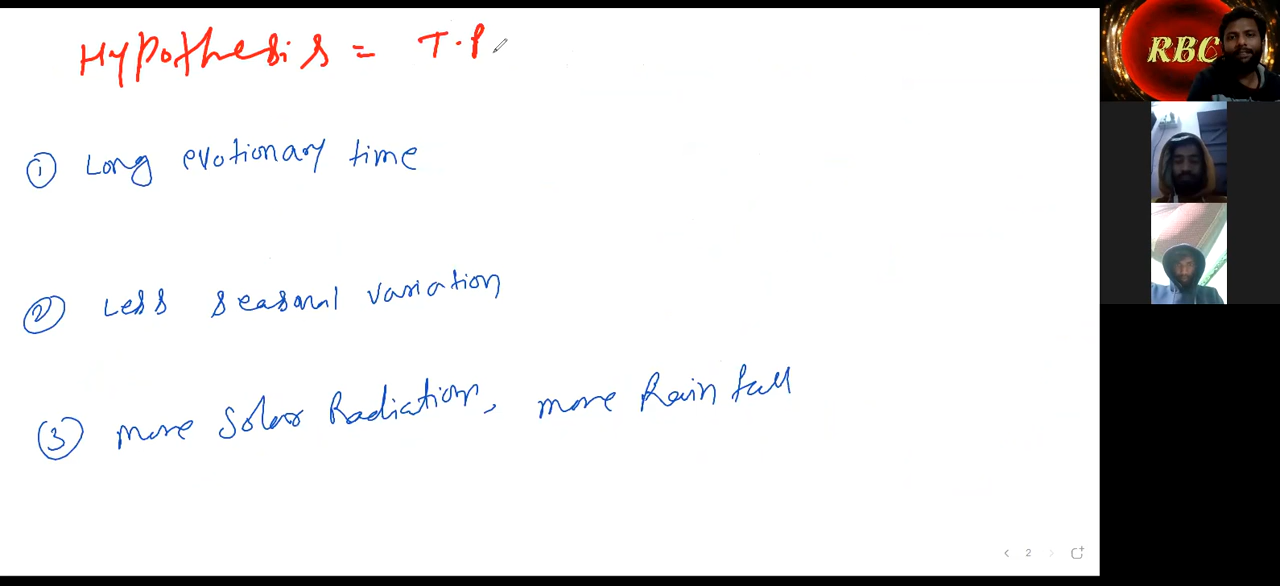 Hypothesis = T.P
RBC
① Long evotionary time
② Less seasonal variation
③ more Solar Radiation, more Rain fall
2